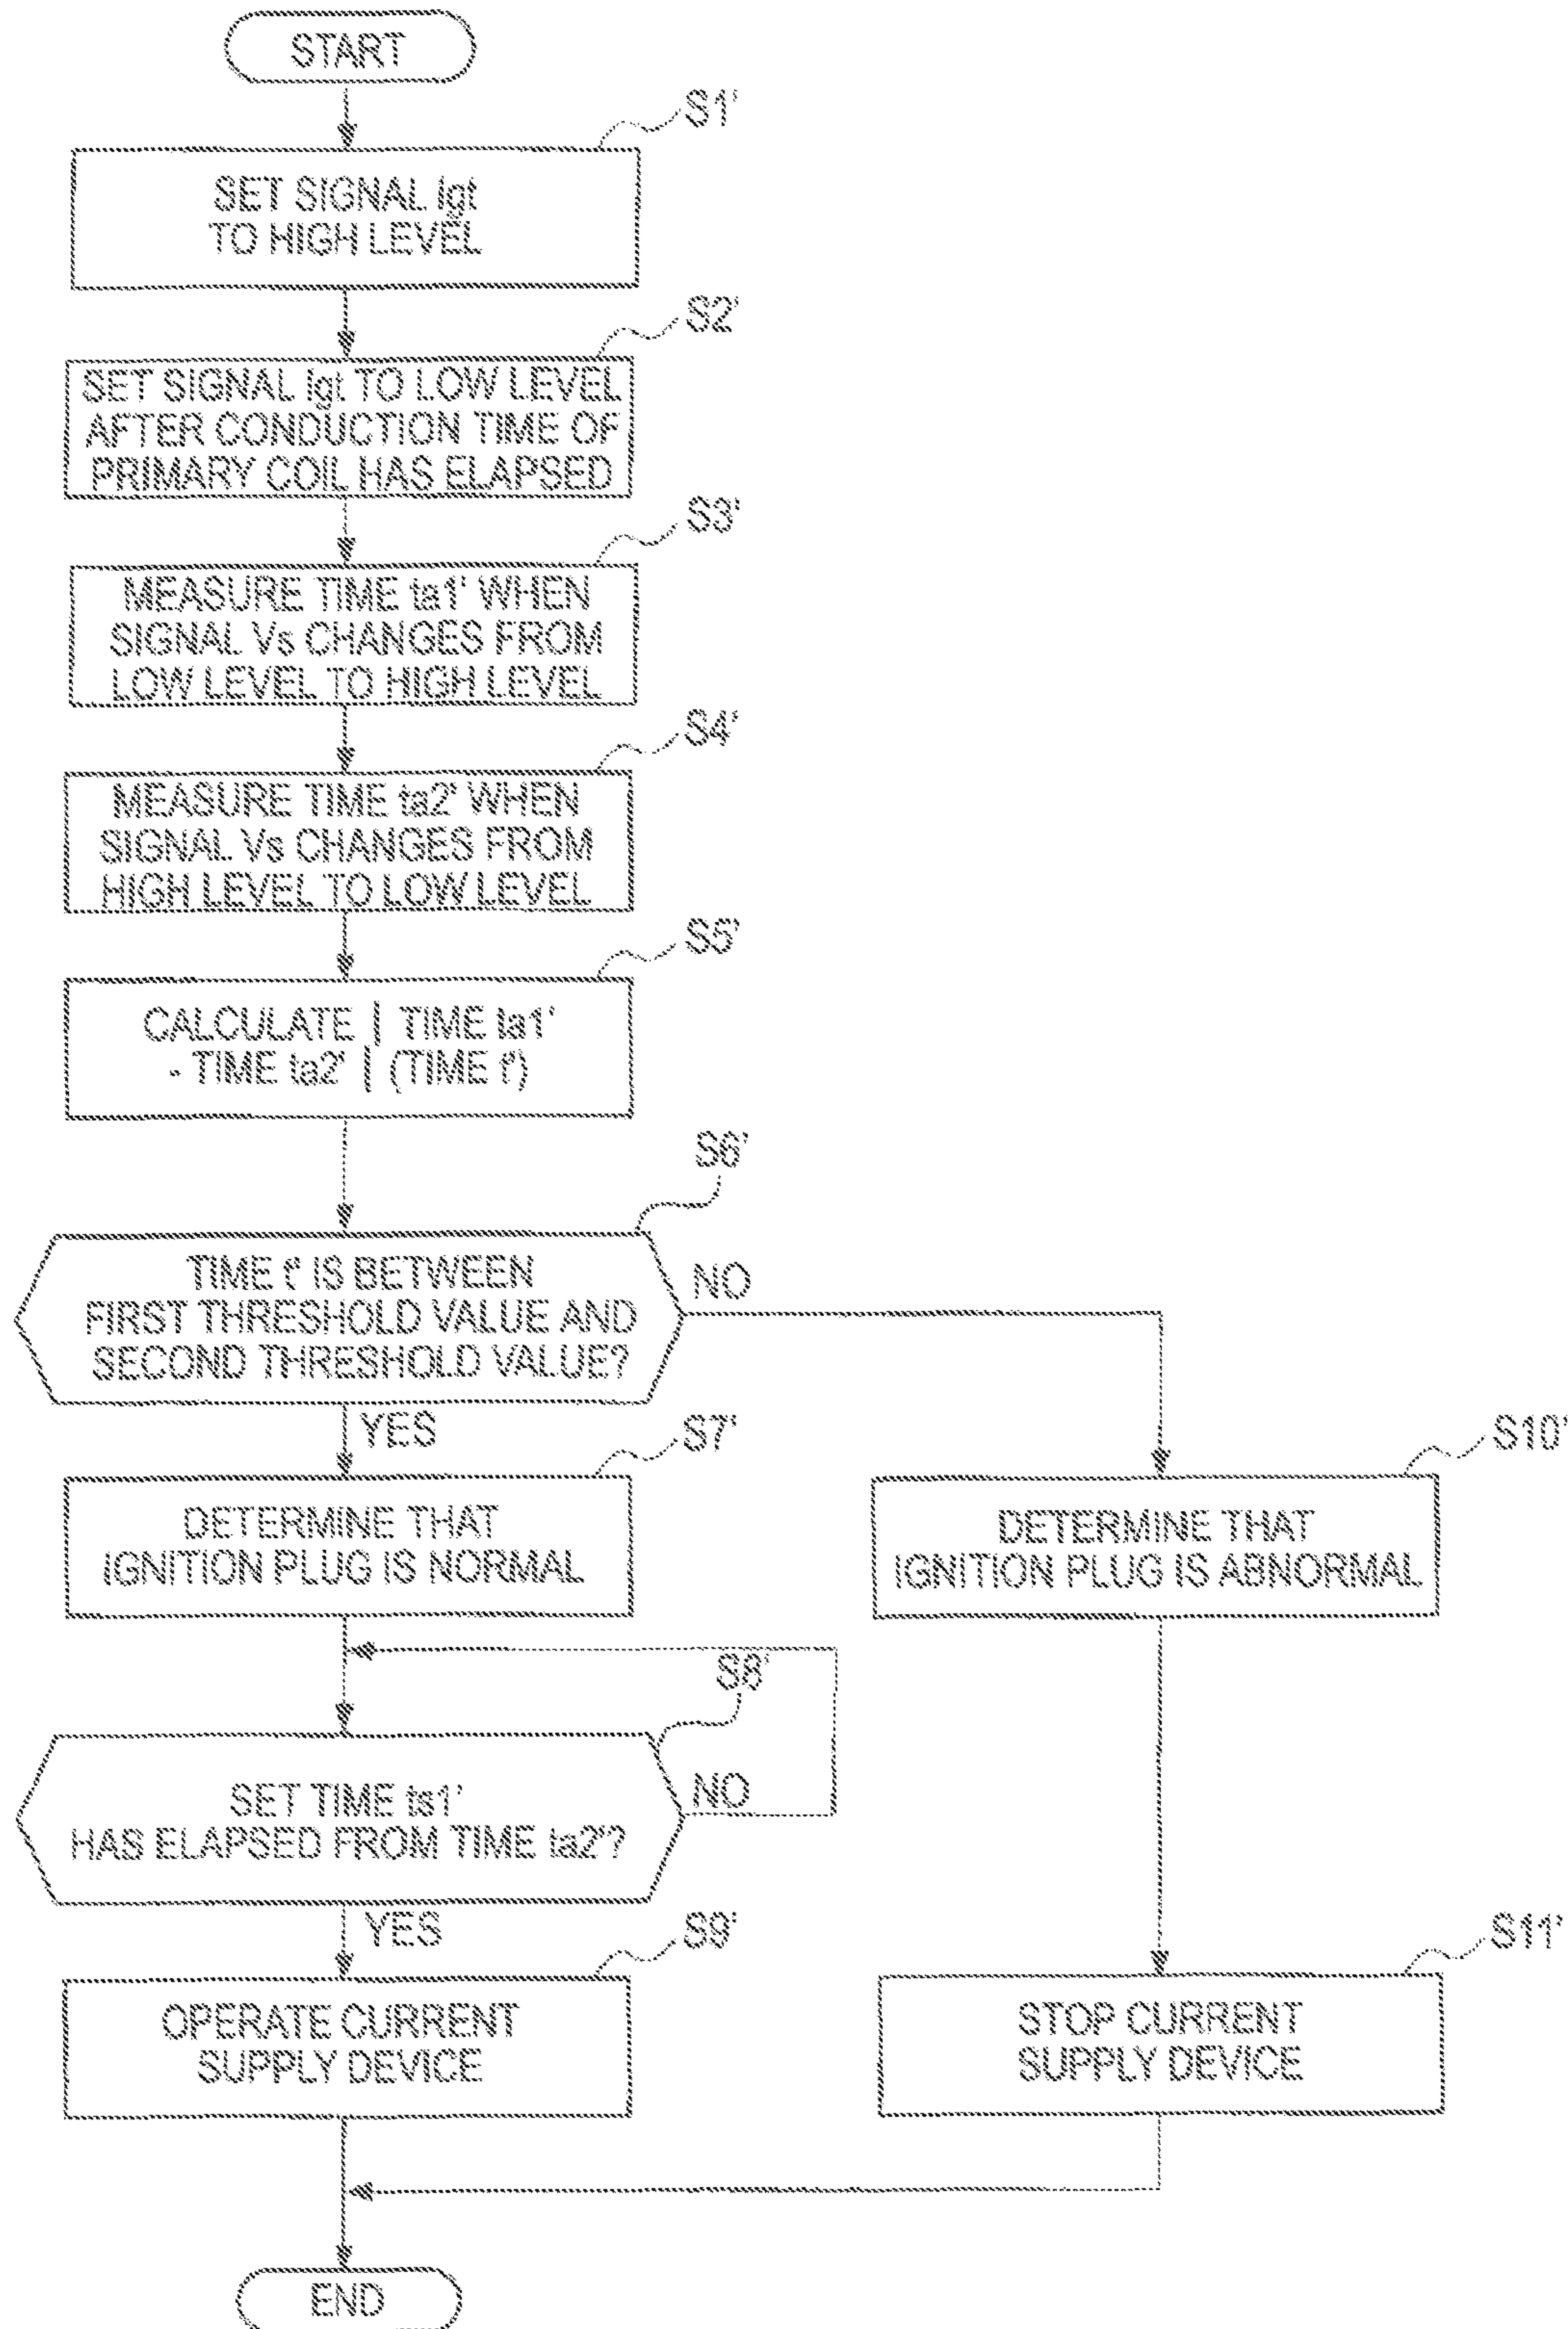 START
S1'
SET SIGNAL Igt
TO HIGH LEVEL
S2'
SET SIGNAL Igt TO LOW LEVEL
AFTER CONDUCTION TIME OF
PRIMARY COIL HAS ELAPSED
S3'
MEASURE TIME ta1' WHEN
SIGNAL Vs CHANGES FROM
LOW LEVEL TO HIGH LEVEL
S4'
MEASURE TIME ta2' WHEN
SIGNAL Vs CHANGES FROM
HIGH LEVEL TO LOW LEVEL
S5'
CALCULATE | TIME ta1'
- TIME ta2' | (TIME t')
S6'
TIME t' IS BETWEEN
FIRST THRESHOLD VALUE AND
SECOND THRESHOLD VALUE?
NO
YES
S7'
DETERMINE THAT
IGNITION PLUG IS NORMAL
S10'
DETERMINE THAT
IGNITION PLUG IS ABNORMAL
S8'
SET TIME ts1'
HAS ELAPSED FROM TIME ta2'?
NO
YES
S9'
OPERATE CURRENT
SUPPLY DEVICE
S11'
STOP CURRENT
SUPPLY DEVICE
END